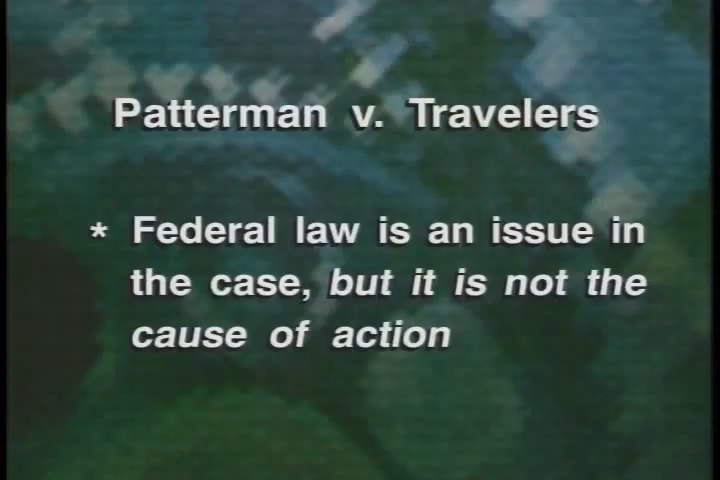 Patterman v. Travelers
* Federal law is an issue in
the case, but it is not the
cause of action